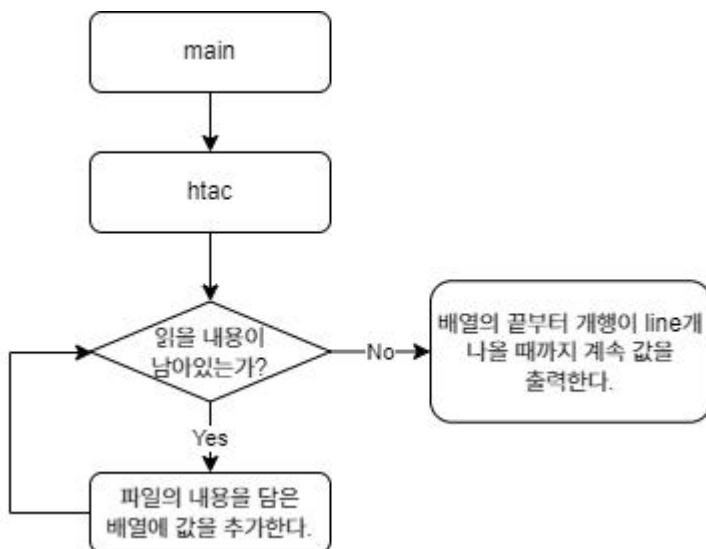 main
htac
읽을 내용이
남아있는가?
No
배열의 끝부터 개행이 line개
나올 때까지 계속 값을
출력한다.
Yes
파일의 내용을 담은
배열에 값을 추가한다.